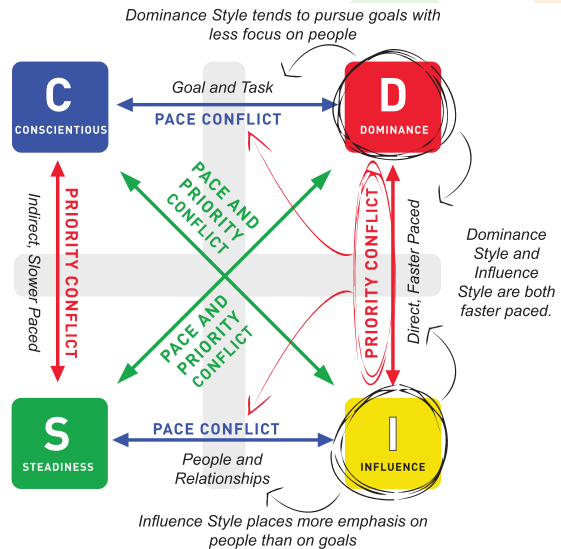 Dominance Style tends to pursue goals with
less focus on people
C
CONSCIENTIOUS
Goal and Task
PACE CONFLICT
D
DOMINANCE
PACE AND
PRIORITY
CONFLICT
Indirect, Slower Paced
PRIORITY CONFLICT
PRIORITY CONFLICT
Direct, Faster Paced
Dominance
Style and
Influence
Style are both
faster paced.
PACE AND
PRIORITY
CONFLICT
S
STEADINESS
PACE CONFLICT
People and
Relationships
I
INFLUENCE
Influence Style places more emphasis on
people than on goals